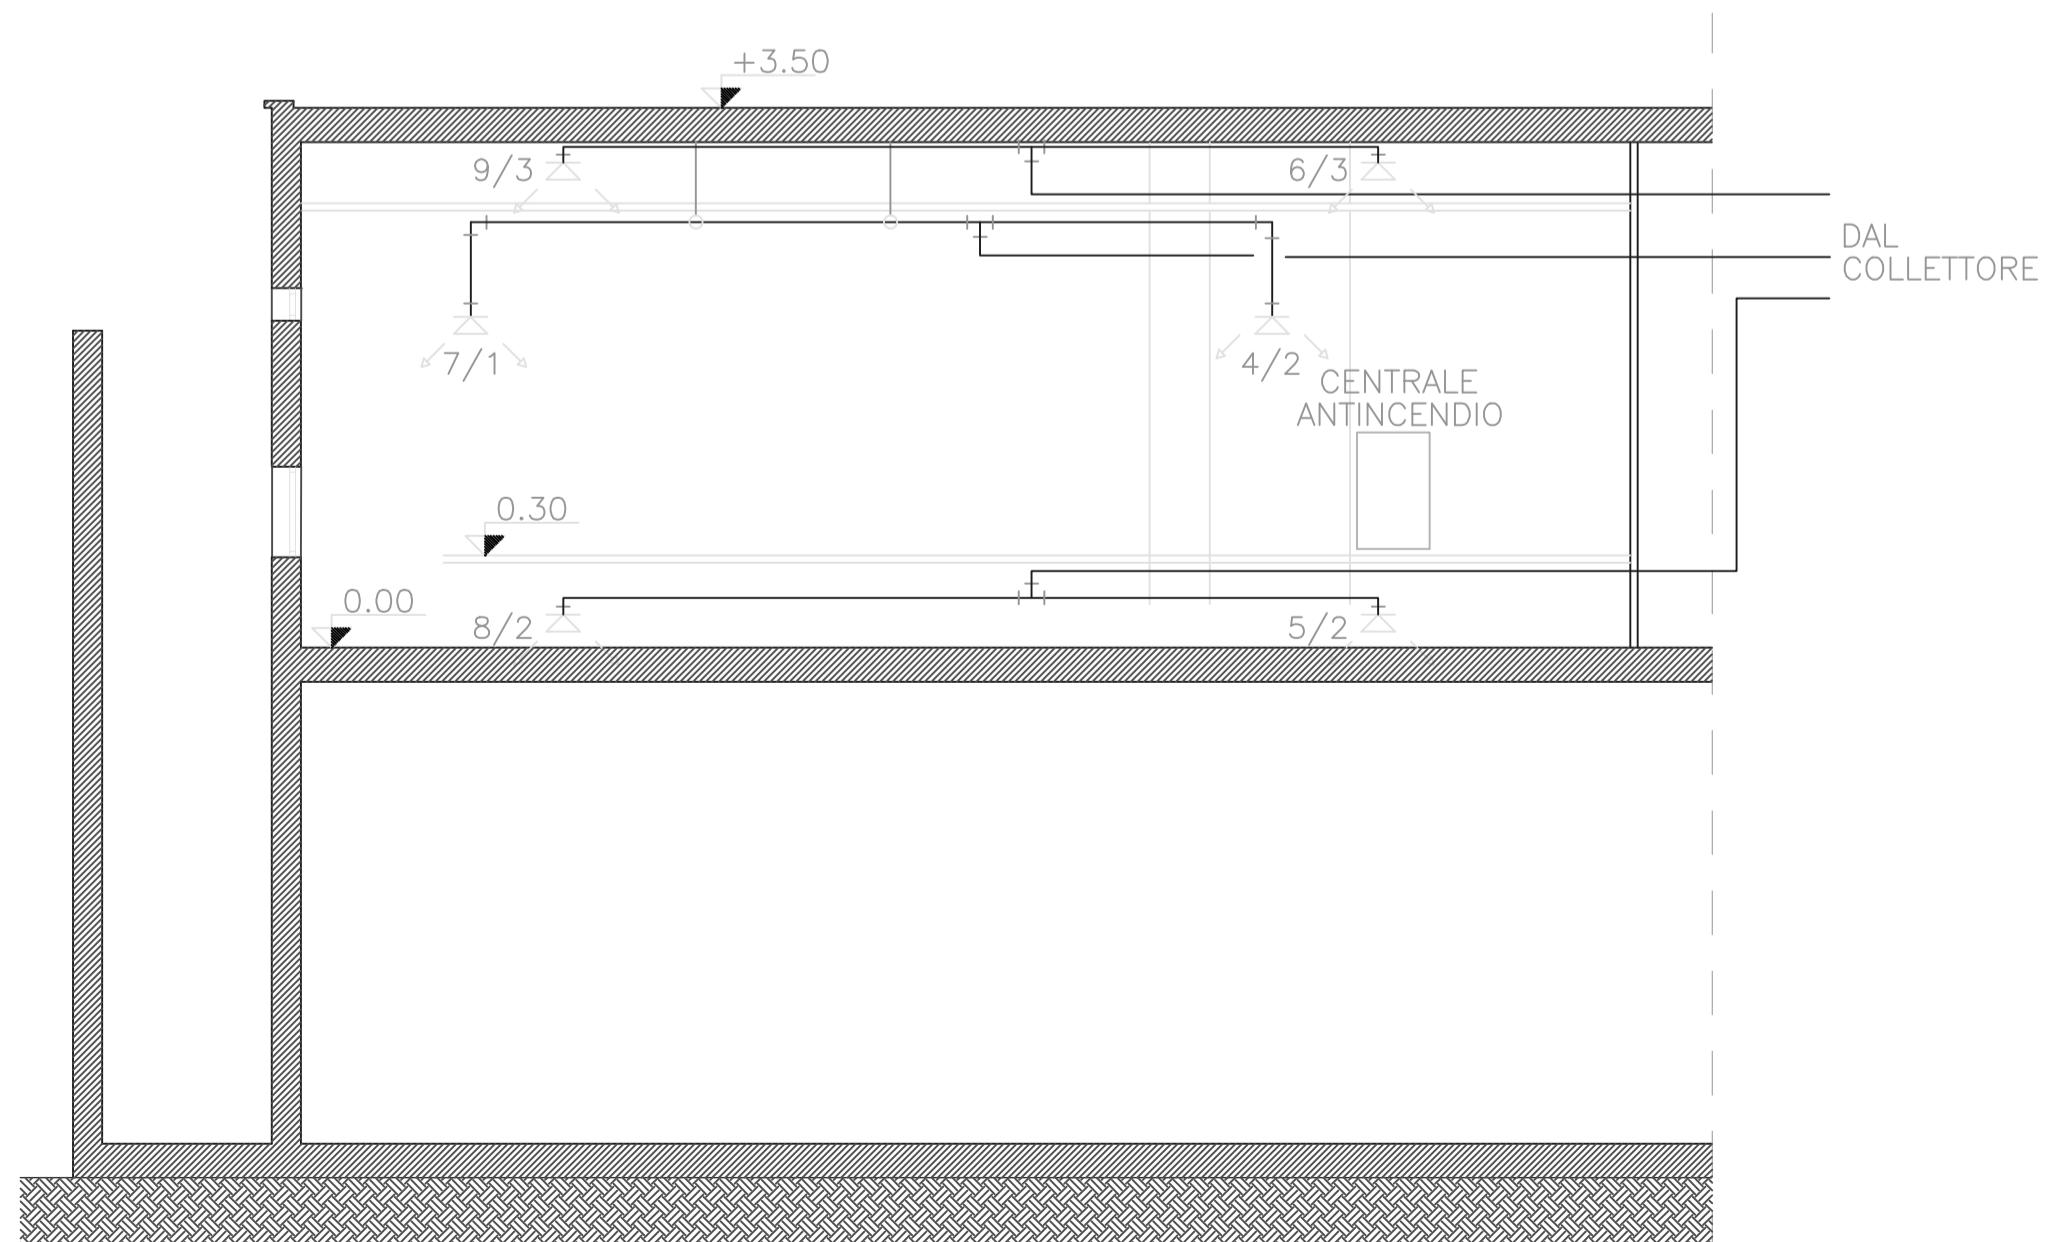 +3.50
9/3
6/3
DAL
COLLETTORE
7/1
4/2
CENTRALE
ANTINCENDIO
0.30
0.00
8/2
5/2